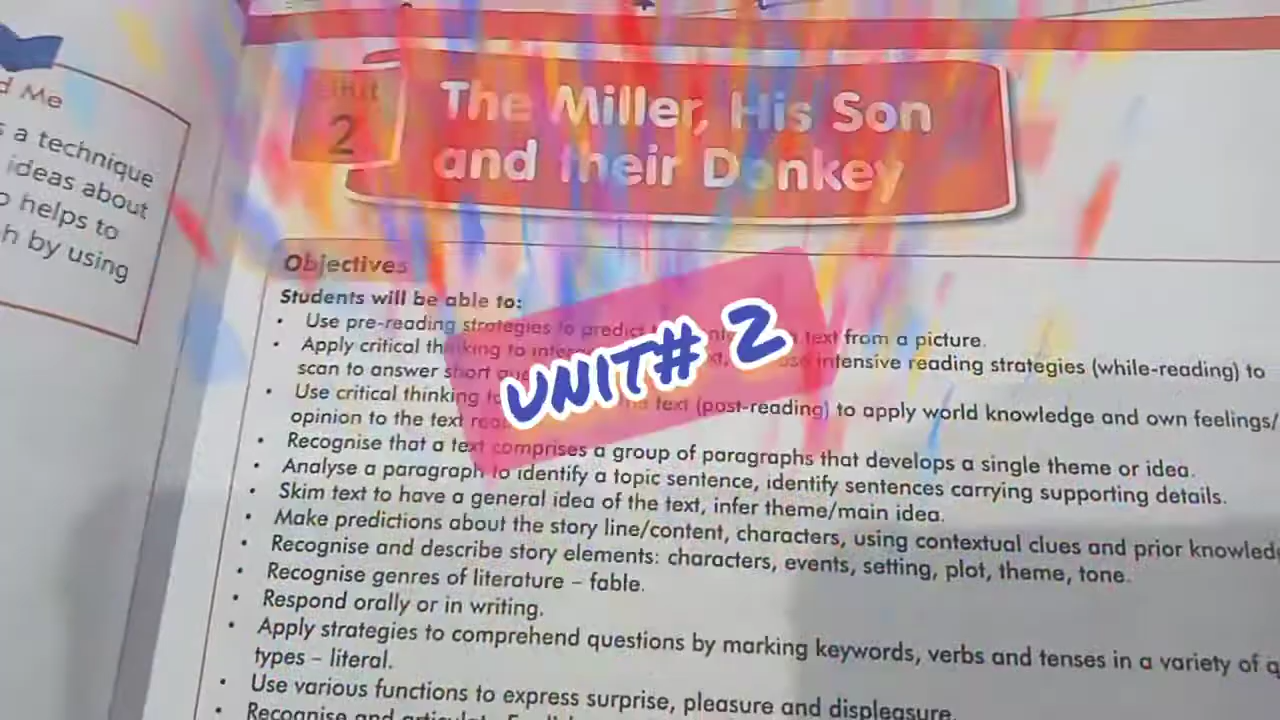 d Me
s a technique
ideas about
helps to
h by using
Unit
2
The Miller, His Son
and their Donkey
Objectives
Students will be able to:
• Use pre-reading strategies to predict text from a picture.
• Apply critical thinking to intensive reading strategies (while-reading) to
scan to answer short
• Use critical thinking text (post-reading) to apply world knowledge and own feelings/
opinion to the text
• Recognise that a text comprises a group of paragraphs that develops a single theme or idea.
• Analyse a paragraph to identify a topic sentence, identify sentences carrying supporting details.
• Skim text to have a general idea of the text, infer theme/main idea.
• Make predictions about the story line/content, characters, using contextual clues and prior knowled
• Recognise and describe story elements: characters, events, setting, plot, theme, tone.
• Recognise genres of literature – fable.
• Respond orally or in writing.
• Apply strategies to comprehend questions by marking keywords, verbs and tenses in a variety of q
types – literal.
• Use various functions to express surprise, pleasure and displeasure.
• Recognise and
UNIT# 2